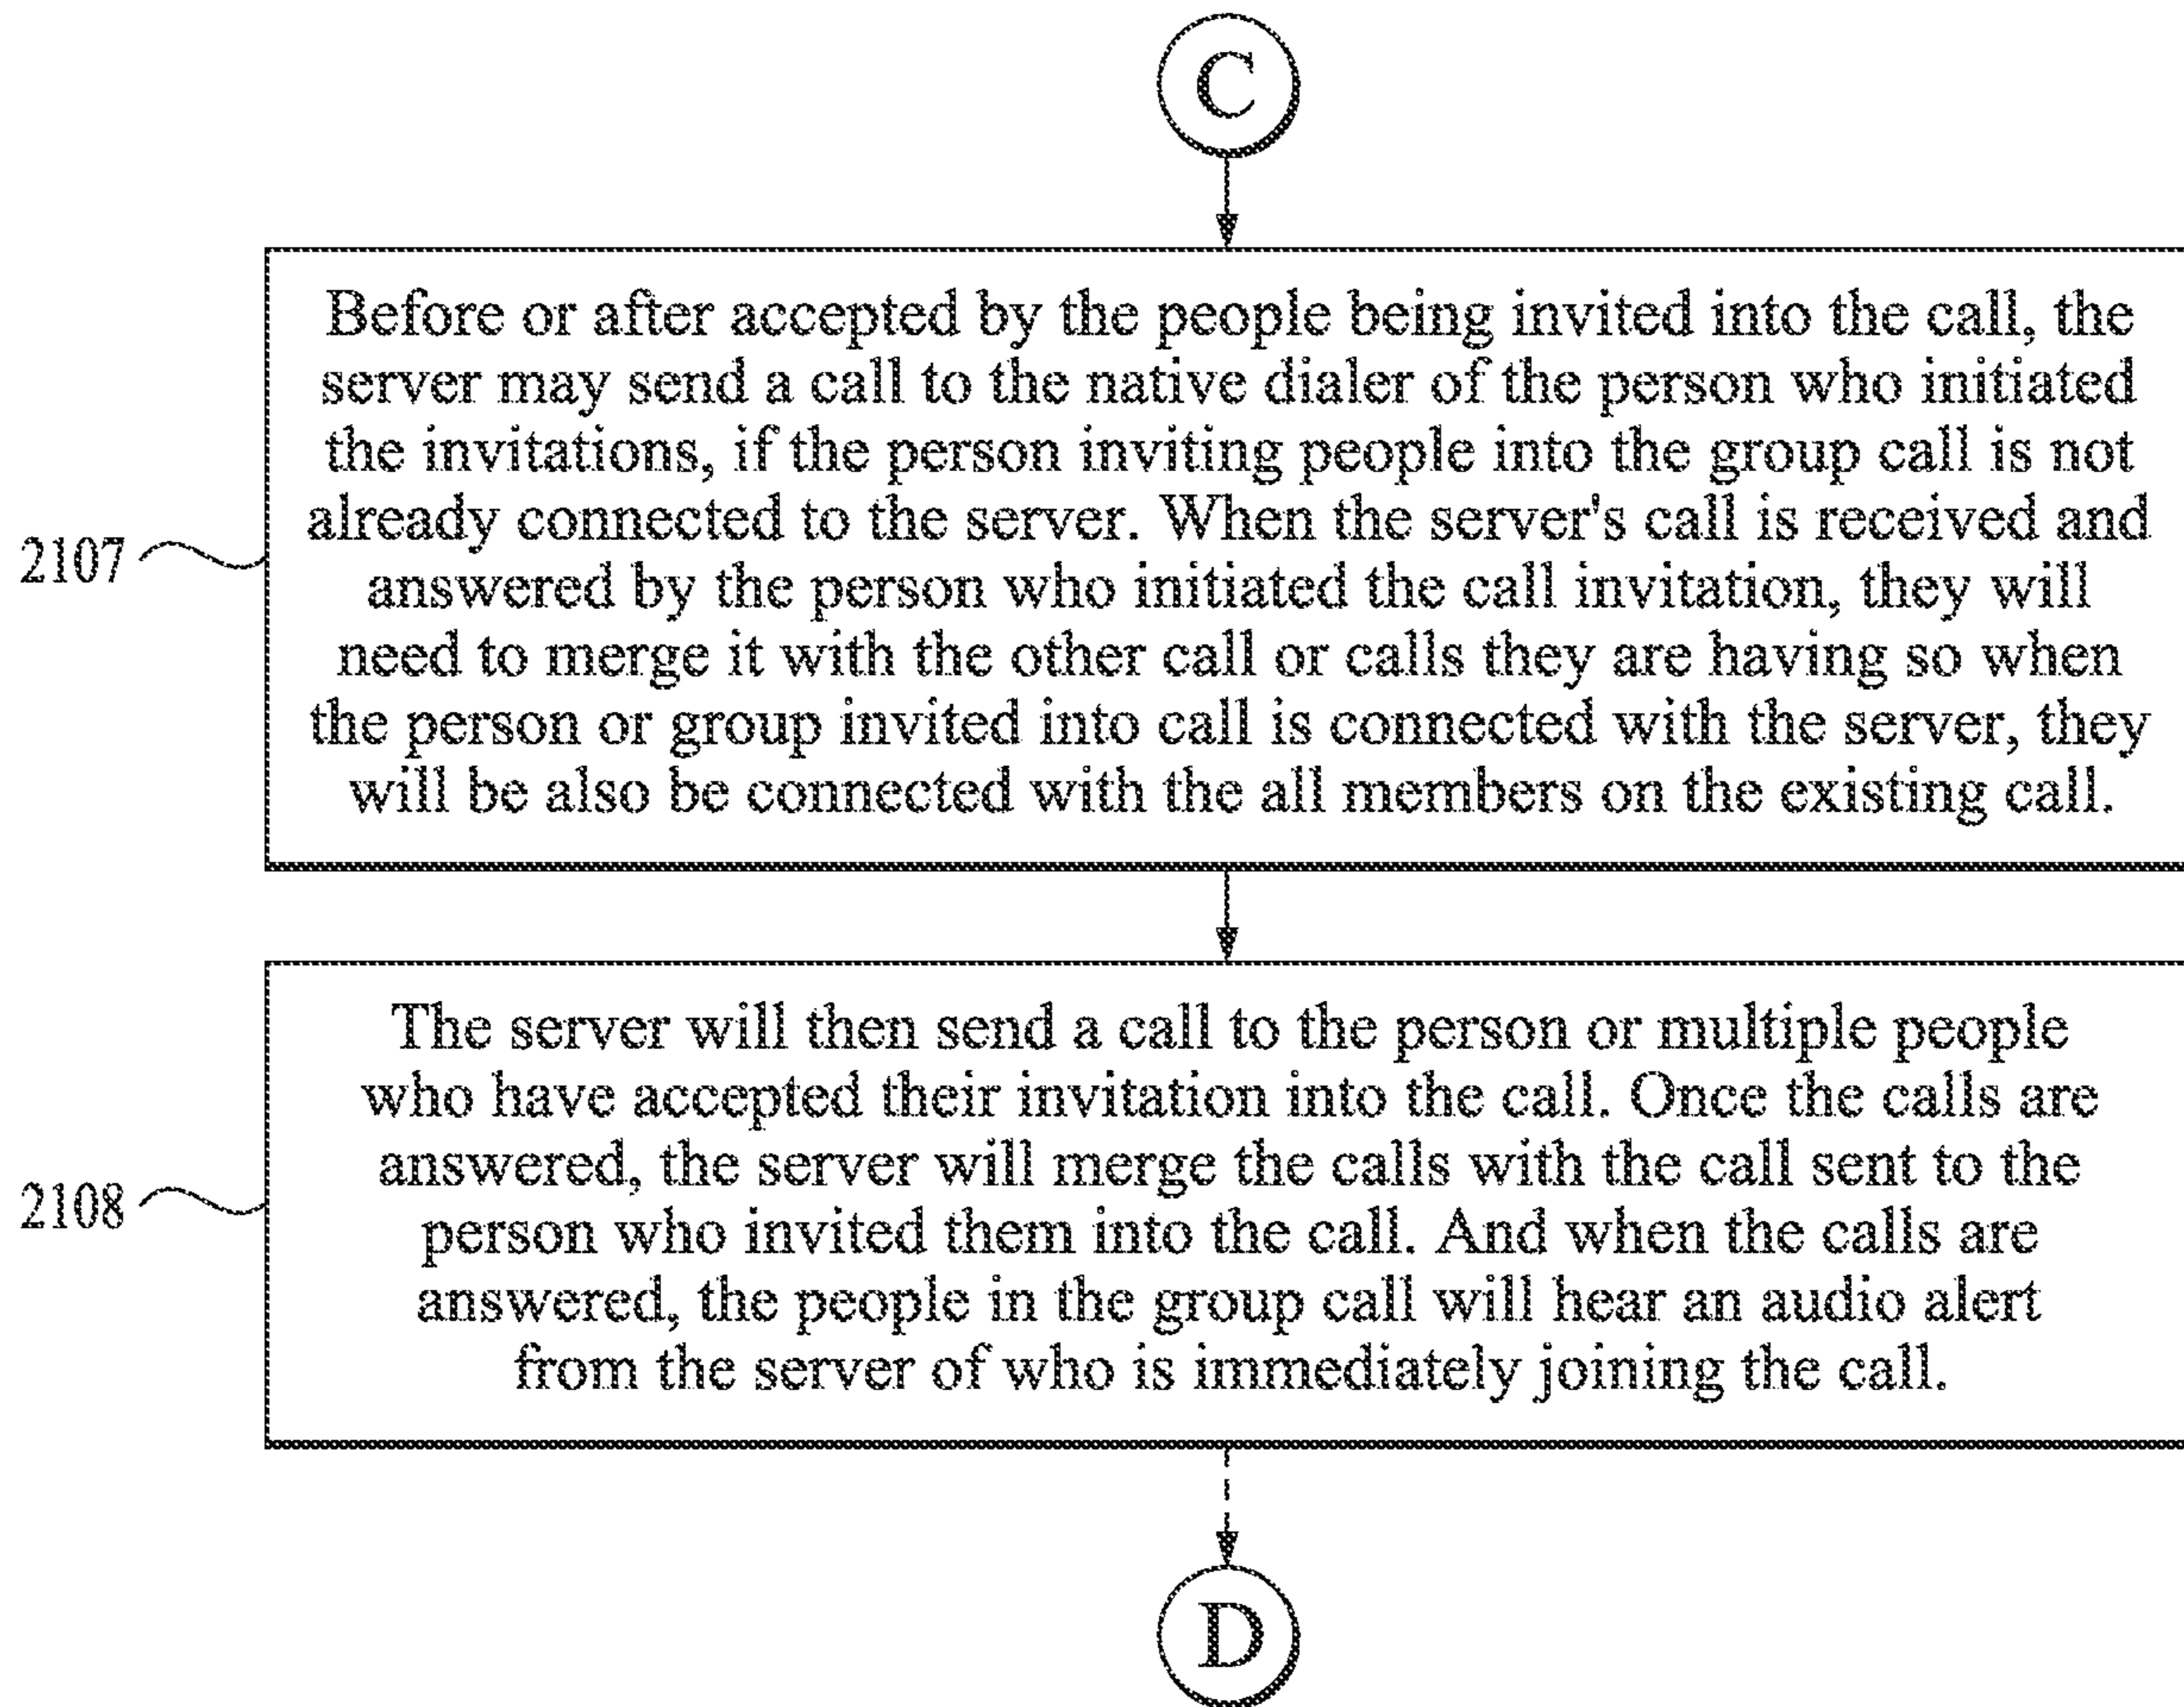 C
Before or after accepted by the people being invited into the call, the
server may send a call to the native dialer of the person who initiated
the invitations, if the person inviting people into the group call is not
already connected to the server. When the server's call is received and
answered by the person who initiated the call invitation, they will
need to merge it with the other call or calls they are having so when
the person or group invited into call is connected with the server, they
will be also be connected with the all members on the existing call.
2107
The server will then send a call to the person or multiple people
who have accepted their invitation into the call. Once the calls are
answered, the server will merge the calls with the call sent to the
person who invited them into the call. And when the calls are
answered, the people in the group call will hear an audio alert
from the server of who is immediately joining the call.
2108
D